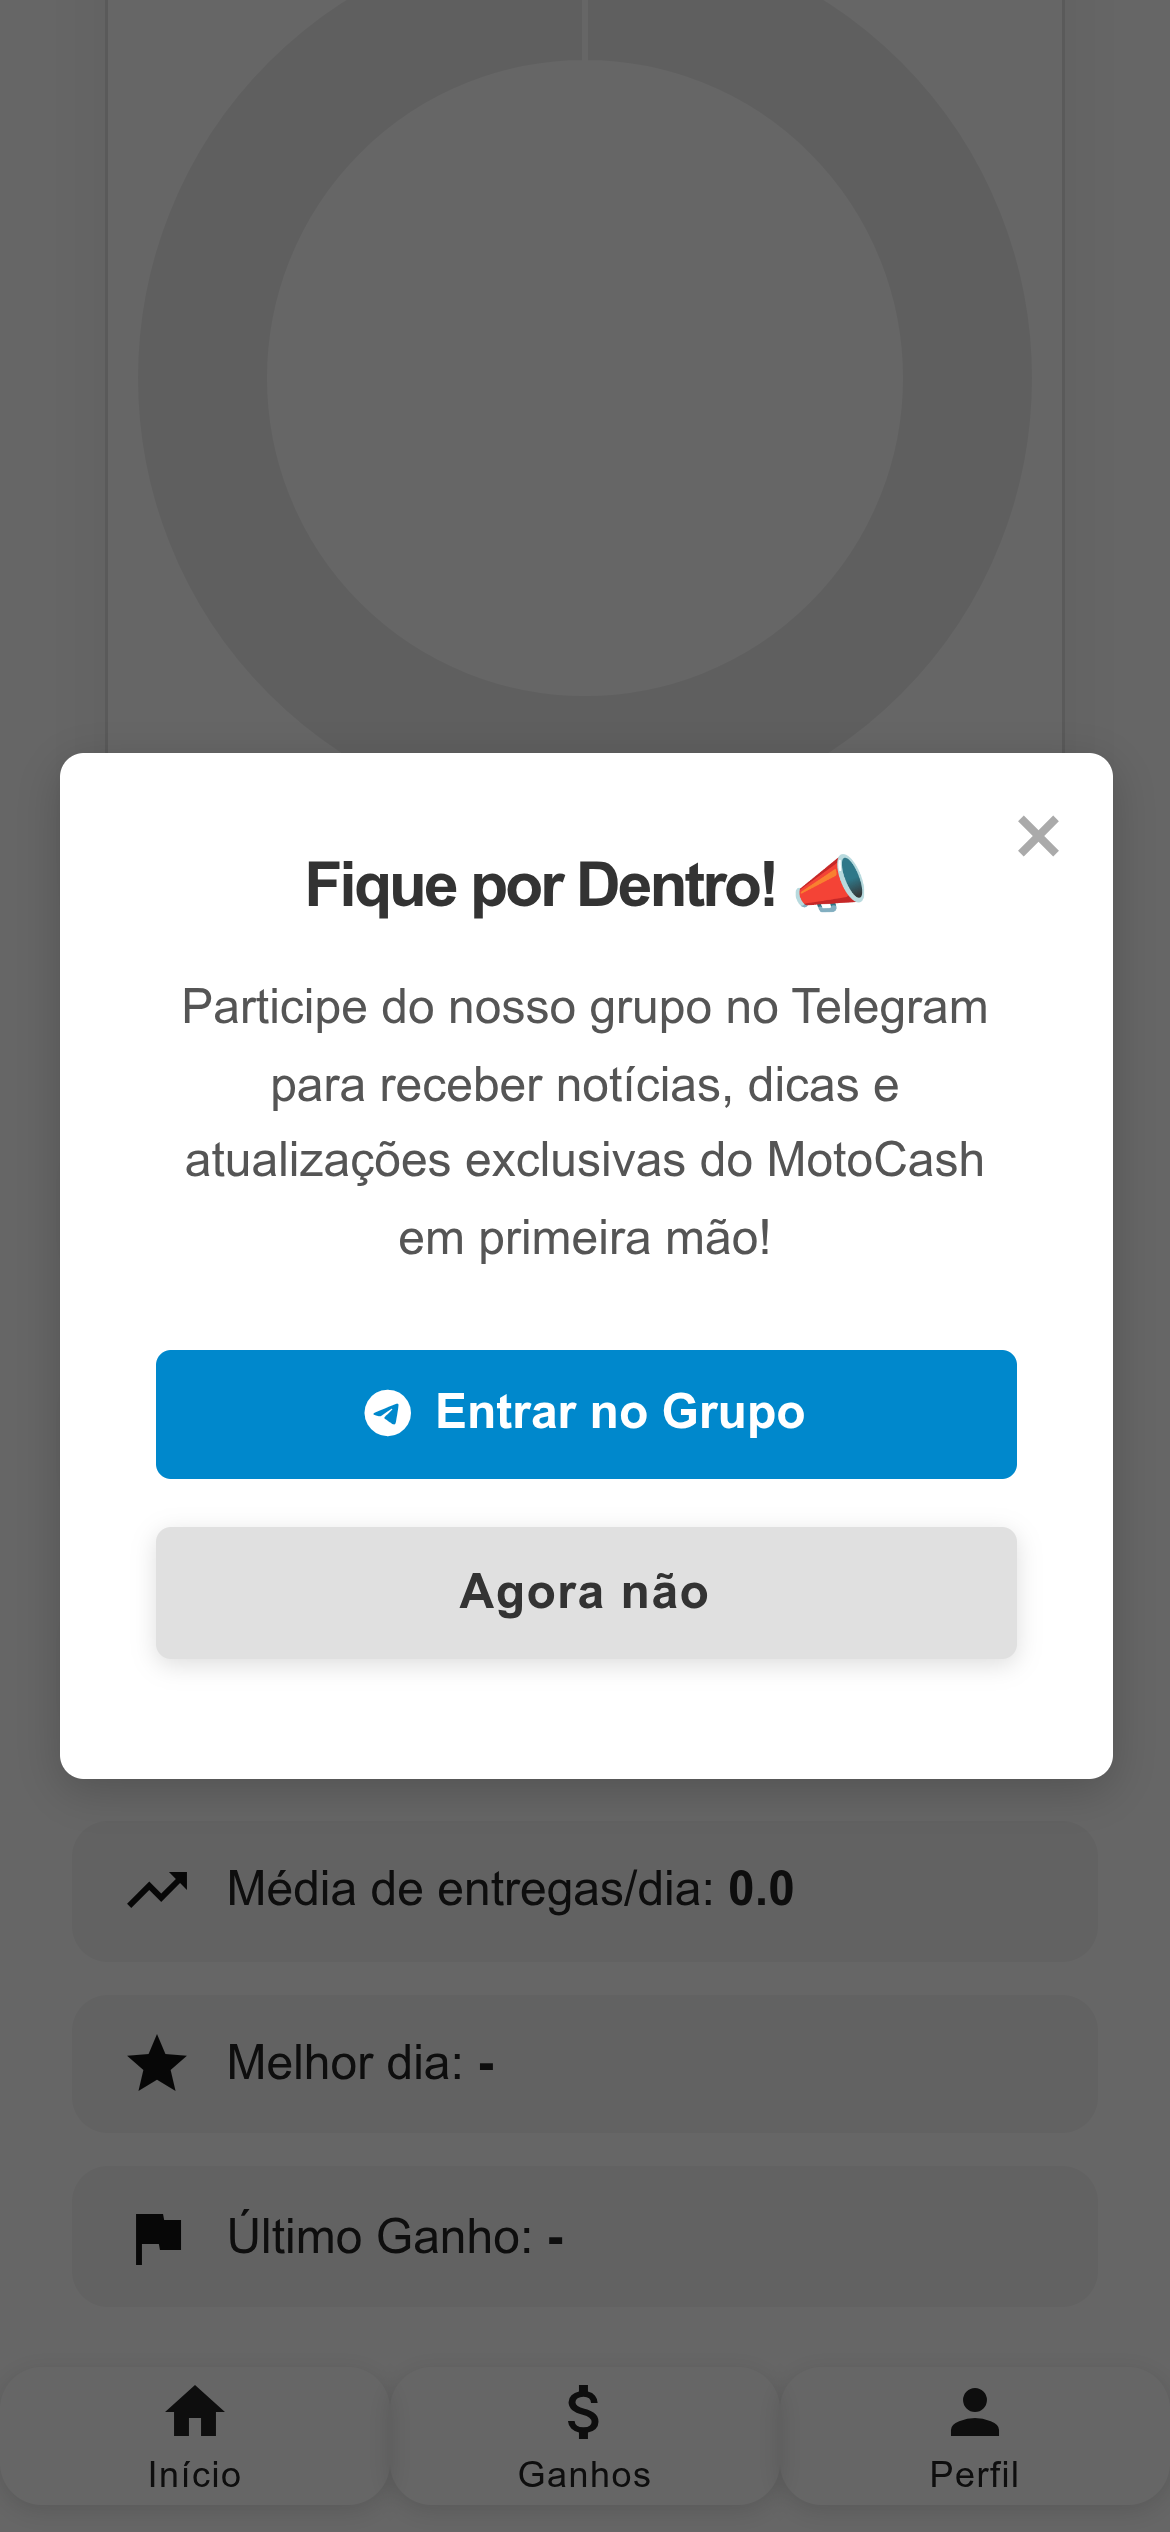 Fique por Dentro! 📣
Participe do nosso grupo no Telegram
para receber notícias, dicas e
atualizações exclusivas do MotoCash
em primeira mão!
Entrar no Grupo
Agora não
Média de entregas/dia: 0.0
Melhor dia: -
Último Ganho: -
Início
Ganhos
Perfil